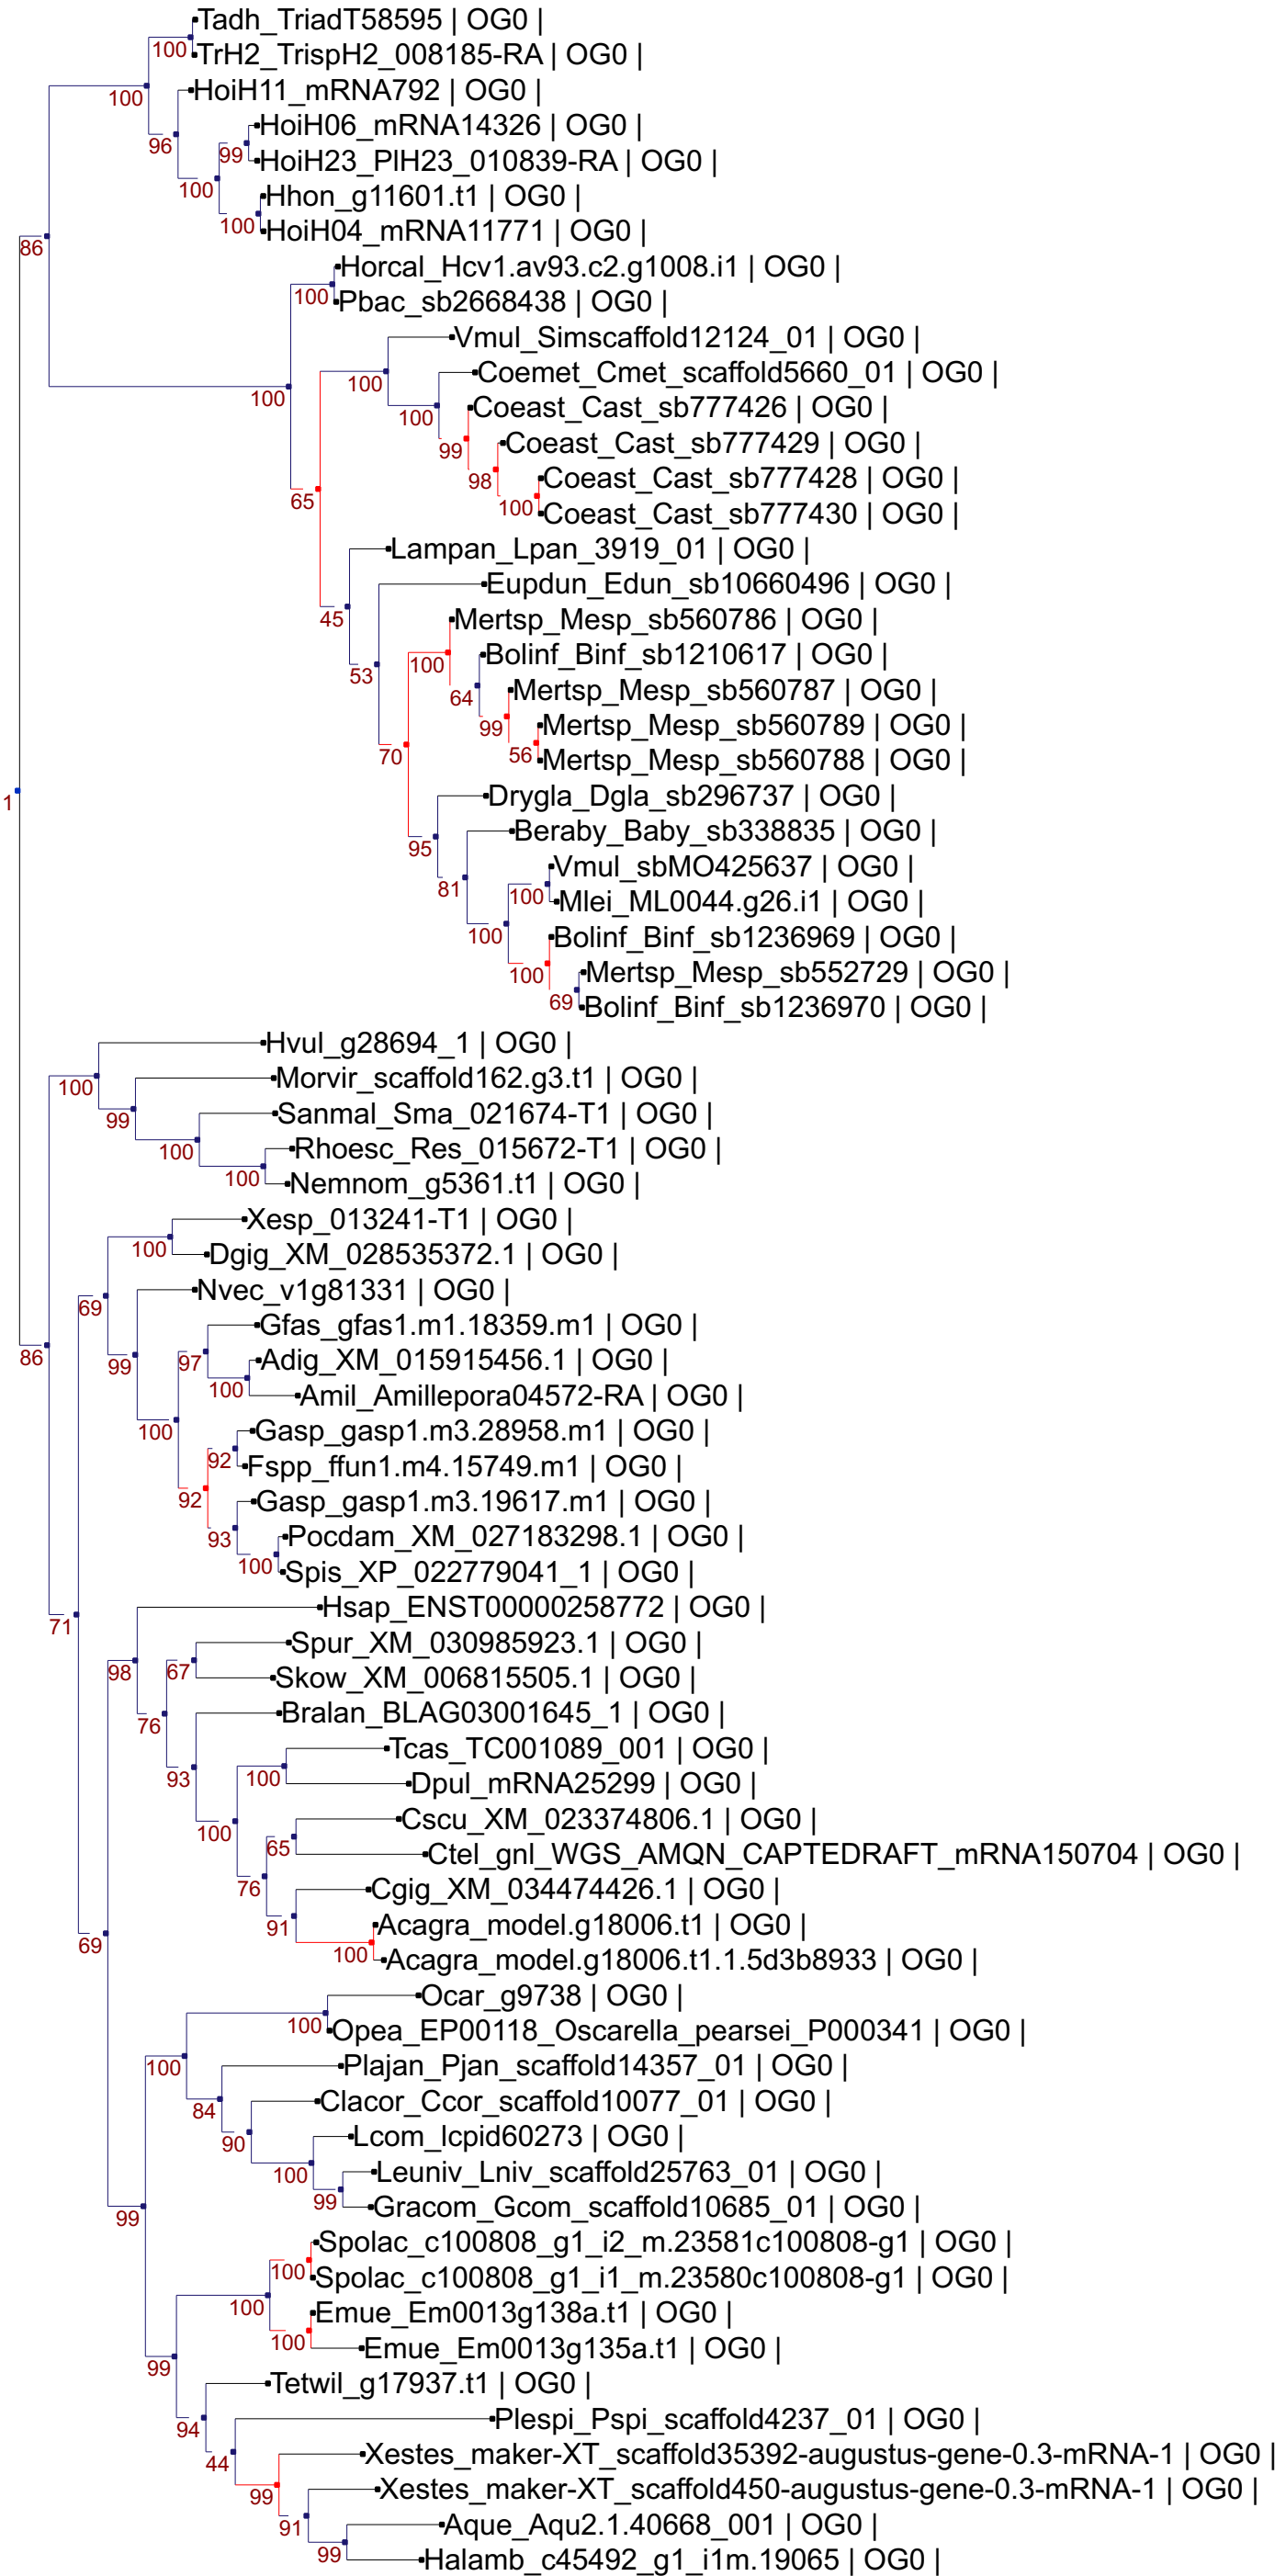 Tadh_TriadT58595 | OG0 |
100
TrH2_TrispH2_008185-RA | OG0 |
HoiH11_mRNA792 | OG0 |
100
HoiH06_mRNA14326 | OG0 |
96
99
HoiH23_PlH23_010839-RA | OG0 |
100
Hhon_g11601.t1 | OG0 |
100
HoiH04_mRNA11771 | OG0 |
86
Horcal_Hcv1.av93.c2.g1008.i1 | OG0 |
100
Pbac_sb2668438 | OG0 |
Vmul_Simscaffold12124_01 | OG0 |
Coemet_Cmet_scaffold5660_01 | OG0 |
100
100
Coeast_Cast_sb777426 | OG0 |
100
Coeast_Cast_sb777429 | OG0 |
99
Coeast_Cast_sb777428 | OG0 |
98
65
100
Coeast_Cast_sb777430 | OG0 |
Lampan_Lpan_3919_01 | OG0 |
Eupdun_Edun_sb10660496 | OG0 |
45
Mertsp_Mesp_sb560786 | OG0 |
Bolinf_Binf_sb1210617 | OG0 |
100
53
Mertsp_Mesp_sb560787 | OG0 |
64
Mertsp_Mesp_sb560789 | OG0 |
99
70
56
Mertsp_Mesp_sb560788 | OG0 |
Drygla_Dgla_sb296737 | OG0 |
1
Beraby_Baby_sb338835 | OG0 |
95
Vmul_sbMO425637 | OG0 |
81
100
Mlei_ML0044.g26.i1 | OG0 |
100
Bolinf_Binf_sb1236969 | OG0 |
100
Mertsp_Mesp_sb552729 | OG0 |
69
Bolinf_Binf_sb1236970 | OG0 |
Hvul_g28694_1 | OG0 |
Morvir_scaffold162.g3.t1 | OG0 |
100
Sanmal_Sma_021674-T1 | OG0 |
99
Rhoesc_Res_015672-T1 | OG0 |
100
100
Nemnom_g5361.t1 | OG0 |
Xesp_013241-T1 | OG0 |
100
Dgig_XM_028535372.1 | OG0 |
Nvec_v1g81331 | OG0 |
69
Gfas_gfas1.m1.18359.m1 | OG0 |
86
99
97
Adig_XM_015915456.1 | OG0 |
100
Amil_Amillepora04572-RA | OG0 |
100
Gasp_gasp1.m3.28958.m1 | OG0 |
92
Fspp_ffun1.m4.15749.m1 | OG0 |
92
Gasp_gasp1.m3.19617.m1 | OG0 |
93
Pocdam_XM_027183298.1 | OG0 |
100
Spis_XP_022779041_1 | OG0 |
Hsap_ENST00000258772 | OG0 |
71
Spur_XM_030985923.1 | OG0 |
98
67
Skow_XM_006815505.1 | OG0 |
Bralan_BLAG03001645_1 | OG0 |
76
Tcas_TC001089_001 | OG0 |
93
100
Dpul_mRNA25299 | OG0 |
Cscu_XM_023374806.1 | OG0 |
100
65
Ctel_gnl_WGS_AMQN_CAPTEDRAFT_mRNA150704 | OG0 |
76
Cgig_XM_034474426.1 | OG0 |
91
Acagra_model.g18006.t1 | OG0 |
69
100
Acagra_model.g18006.t1.1.5d3b8933 | OG0 |
Ocar_g9738 | OG0 |
100
Opea_EP00118_Oscarella_pearsei_P000341 | OG0 |
100
Plajan_Pjan_scaffold14357_01 | OG0 |
Clacor_Ccor_scaffold10077_01 | OG0 |
84
Lcom_lcpid60273 | OG0 |
90
Leuniv_Lniv_scaffold25763_01 | OG0 |
100
99
Gracom_Gcom_scaffold10685_01 | OG0 |
99
Spolac_c100808_g1_i2_m.23581c100808-g1 | OG0 |
100
Spolac_c100808_g1_i1_m.23580c100808-g1 | OG0 |
100
Emue_Em0013g138a.t1 | OG0 |
100
Emue_Em0013g135a.t1 | OG0 |
99
Tetwil_g17937.t1 | OG0 |
Plespi_Pspi_scaffold4237_01 | OG0 |
94
Xestes_maker-XT_scaffold35392-augustus-gene-0.3-mRNA-1 | OG0 |
44
Xestes_maker-XT_scaffold450-augustus-gene-0.3-mRNA-1 | OG0 |
99
Aque_Aqu2.1.40668_001 | OG0 |
91
99
Halamb_c45492_g1_i1m.19065 | OG0 |